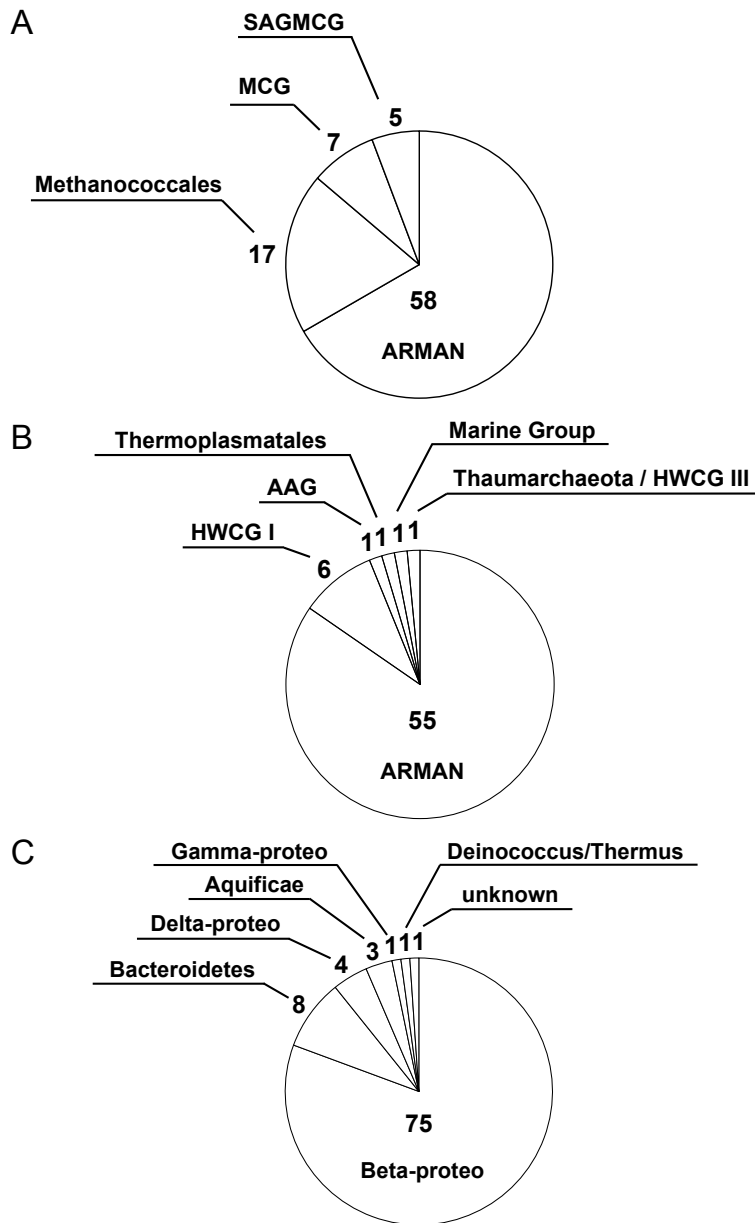 A
SAGMCG
MCG
5
7
Methanococcales
17
58
ARMAN
B
Thermoplasmatales
Marine Group
AAG
Thaumarchaeota / HWCG III
HWCG I
1 1 1 1
6
55
ARMAN
C
Gamma-proteo
Deinococcus/Thermus
Aquificae
unknown
Delta-proteo
3 1 1 1
4
Bacteroidetes
8
75
Beta-proteo